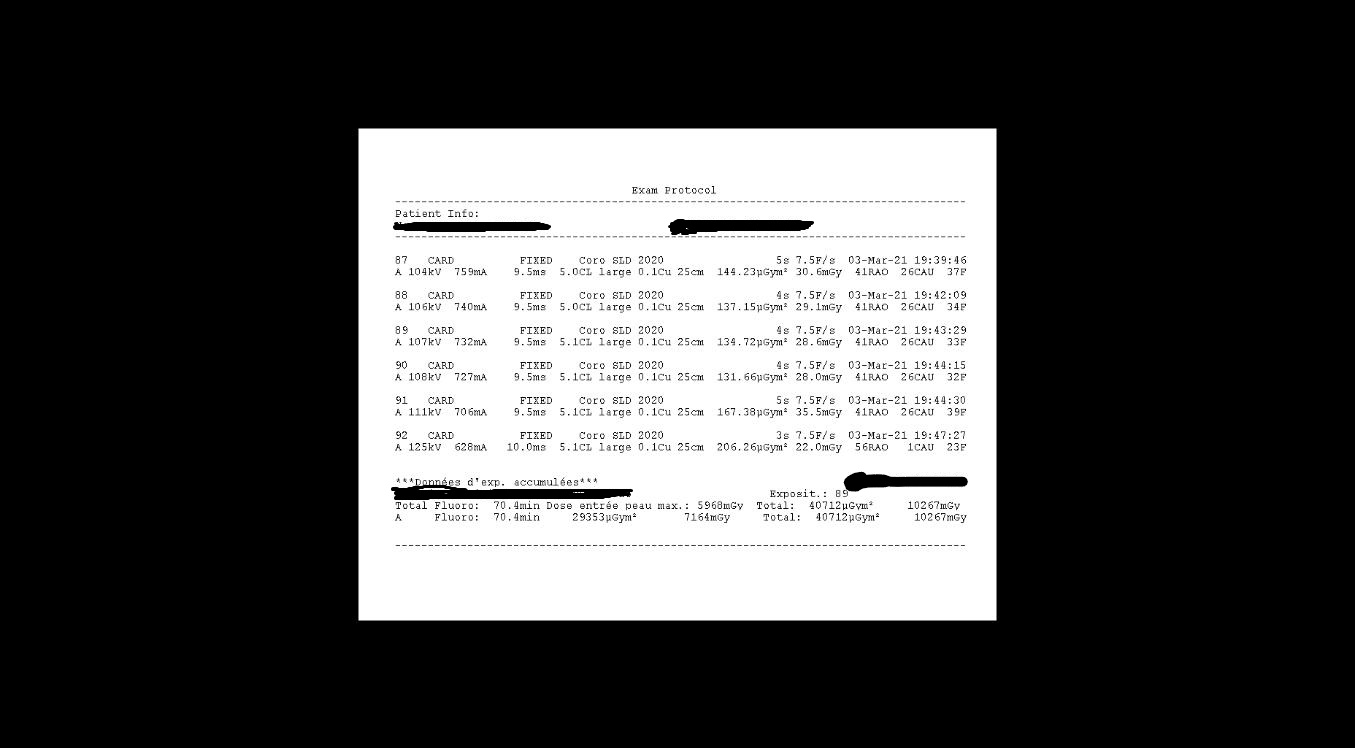 Exam Protocol
Patient Info:
87 CARD FIXED Coro SLD 2020 5s 7.5F/s 03-Mar-21 19:39:46
A 104kV 759mA 9.5ms 5.0CL large 0.1Cu 25cm 144.23µGym² 30.6mGy 41RAO 26CAU 37F
88 CARD FIXED Coro SLD 2020 4s 7.5F/s 03-Mar-21 19:42:09
A 106kV 740mA 9.5ms 5.0CL large 0.1Cu 25cm 137.15µGym² 29.1mGy 41RAO 26CAU 34F
89 CARD FIXED Coro SLD 2020 4s 7.5F/s 03-Mar-21 19:43:29
A 107kV 732mA 9.5ms 5.1CL large 0.1Cu 25cm 134.72µGym² 28.6mGy 41RAO 26CAU 33F
90 CARD FIXED Coro SLD 2020 4s 7.5F/s 03-Mar-21 19:44:15
A 108kV 727mA 9.5ms 5.1CL large 0.1Cu 25cm 131.66µGym² 28.0mGy 41RAO 26CAU 32F
91 CARD FIXED Coro SLD 2020 5s 7.5F/s 03-Mar-21 19:44:30
A 111kV 706mA 9.5ms 5.1CL large 0.1Cu 25cm 167.38µGym² 35.5mGy 41RAO 26CAU 39F
92 CARD FIXED Coro SLD 2020 3s 7.5F/s 03-Mar-21 19:47:27
A 125kV 628mA 10.0ms 5.1CL large 0.1Cu 25cm 206.26µGym² 22.0mGy 56RAO 1CAU 23F
***Données d'exp. accumulées***
Exposit.: 89
Total Fluoro: 70.4min Dose entrée peau max.: 5968mGy Total: 40712µGym² 10267mGy
A Fluoro: 70.4min 29353µGym² 7164mGy Total: 40712µGym² 10267mGy